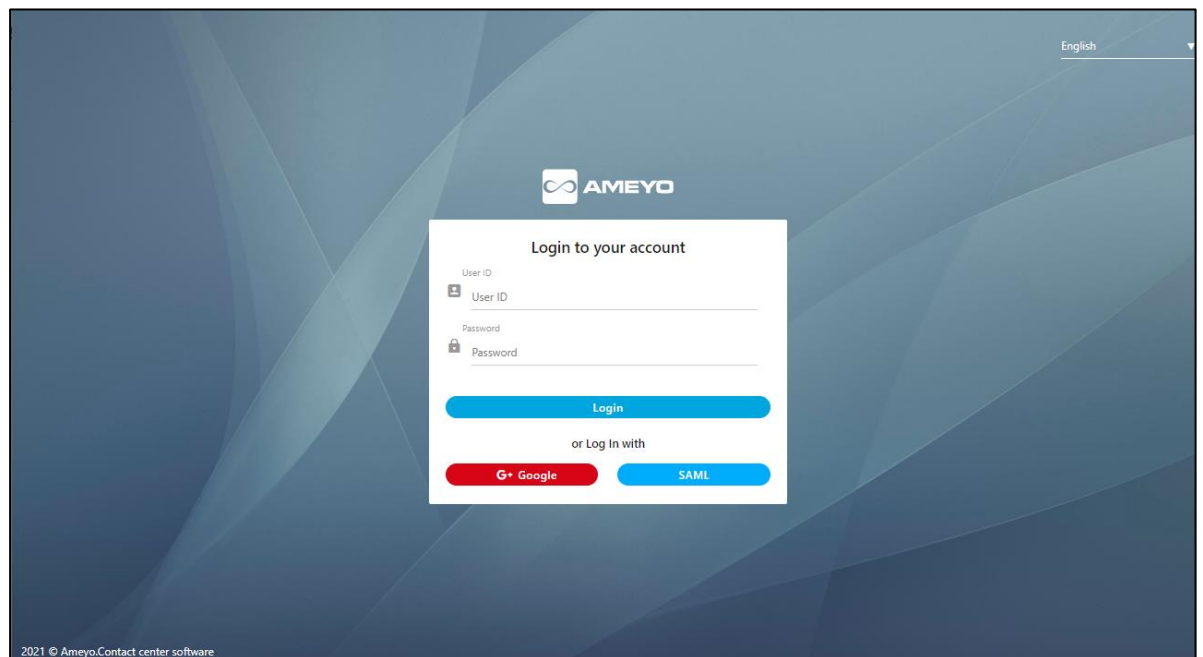 English
AMEYO
Login to your account
User ID
User ID
Password
Password
Login
or Log In with
G+ Google
SAML
2021 © Ameyo.Contact center software